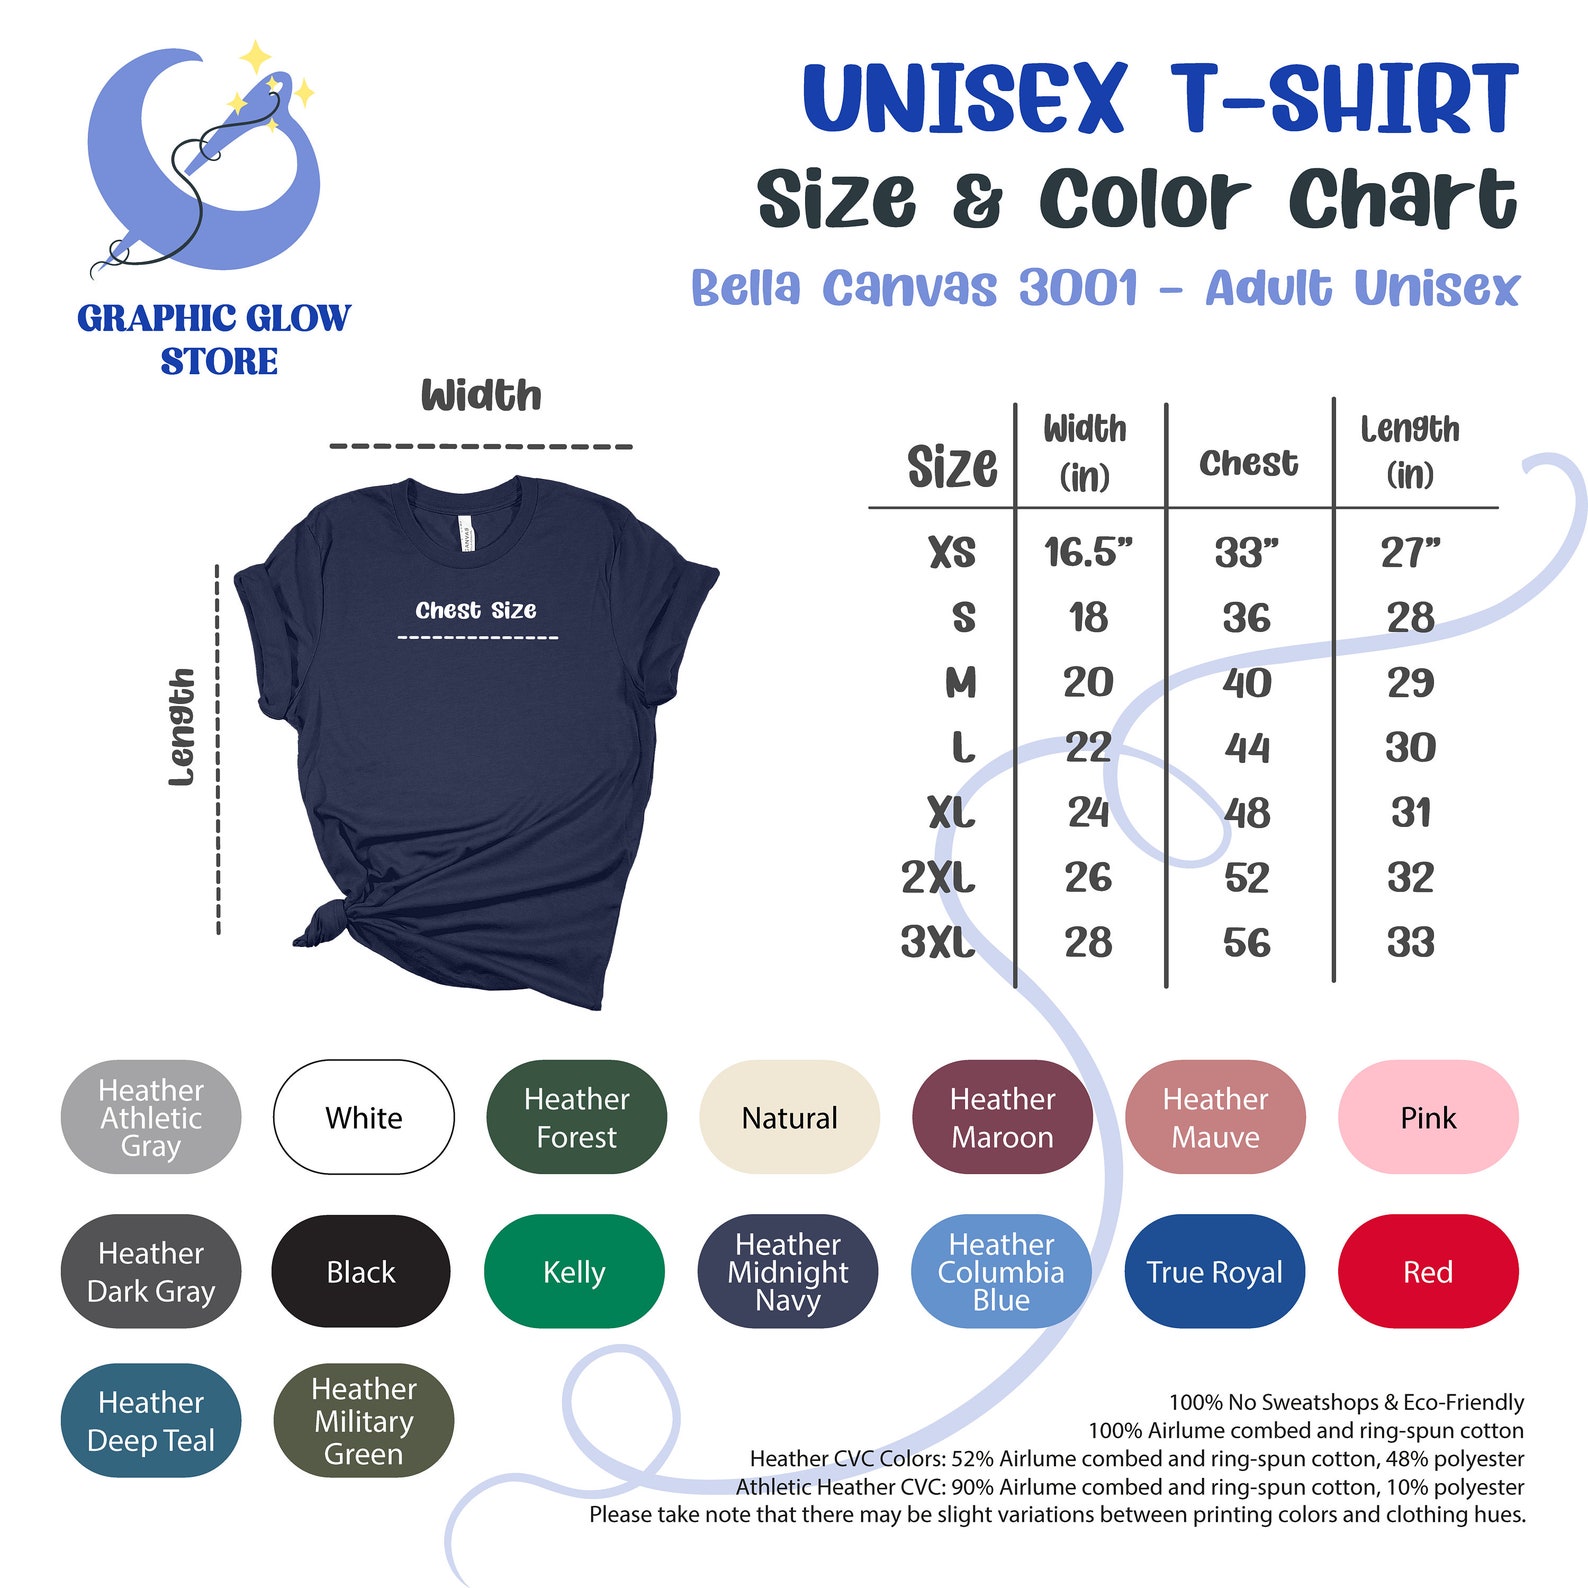 GRAPHIC GLOW
STORE
UNISEX T-SHIRT
Size & Color Chart
Bella Canvas 3001 - Adult Unisex
Width
Length
CANVAS
Chest Size
Size Width (in) Chest Length (in)
XS 16.5” 33” 27”
S 18 36 28
M 20 40 29
L 22 44 30
XL 24 48 31
2XL 26 52 32
3XL 28 56 33
Heather
Athletic
Gray
White
Heather
Forest
Natural
Heather
Maroon
Heather
Mauve
Pink
Heather
Dark Gray
Black
Kelly
Heather
Midnight
Navy
Heather
Columbia
Blue
True Royal
Red
Heather
Deep Teal
Heather
Military
Green
100% No Sweatshops & Eco-Friendly
100% Airlume combed and ring-spun cotton
Heather CVC Colors: 52% Airlume combed and ring-spun cotton, 48% polyester
Athletic Heather CVC: 90% Airlume combed and ring-spun cotton, 10% polyester
Please take note that there may be slight variations between printing colors and clothing hues.